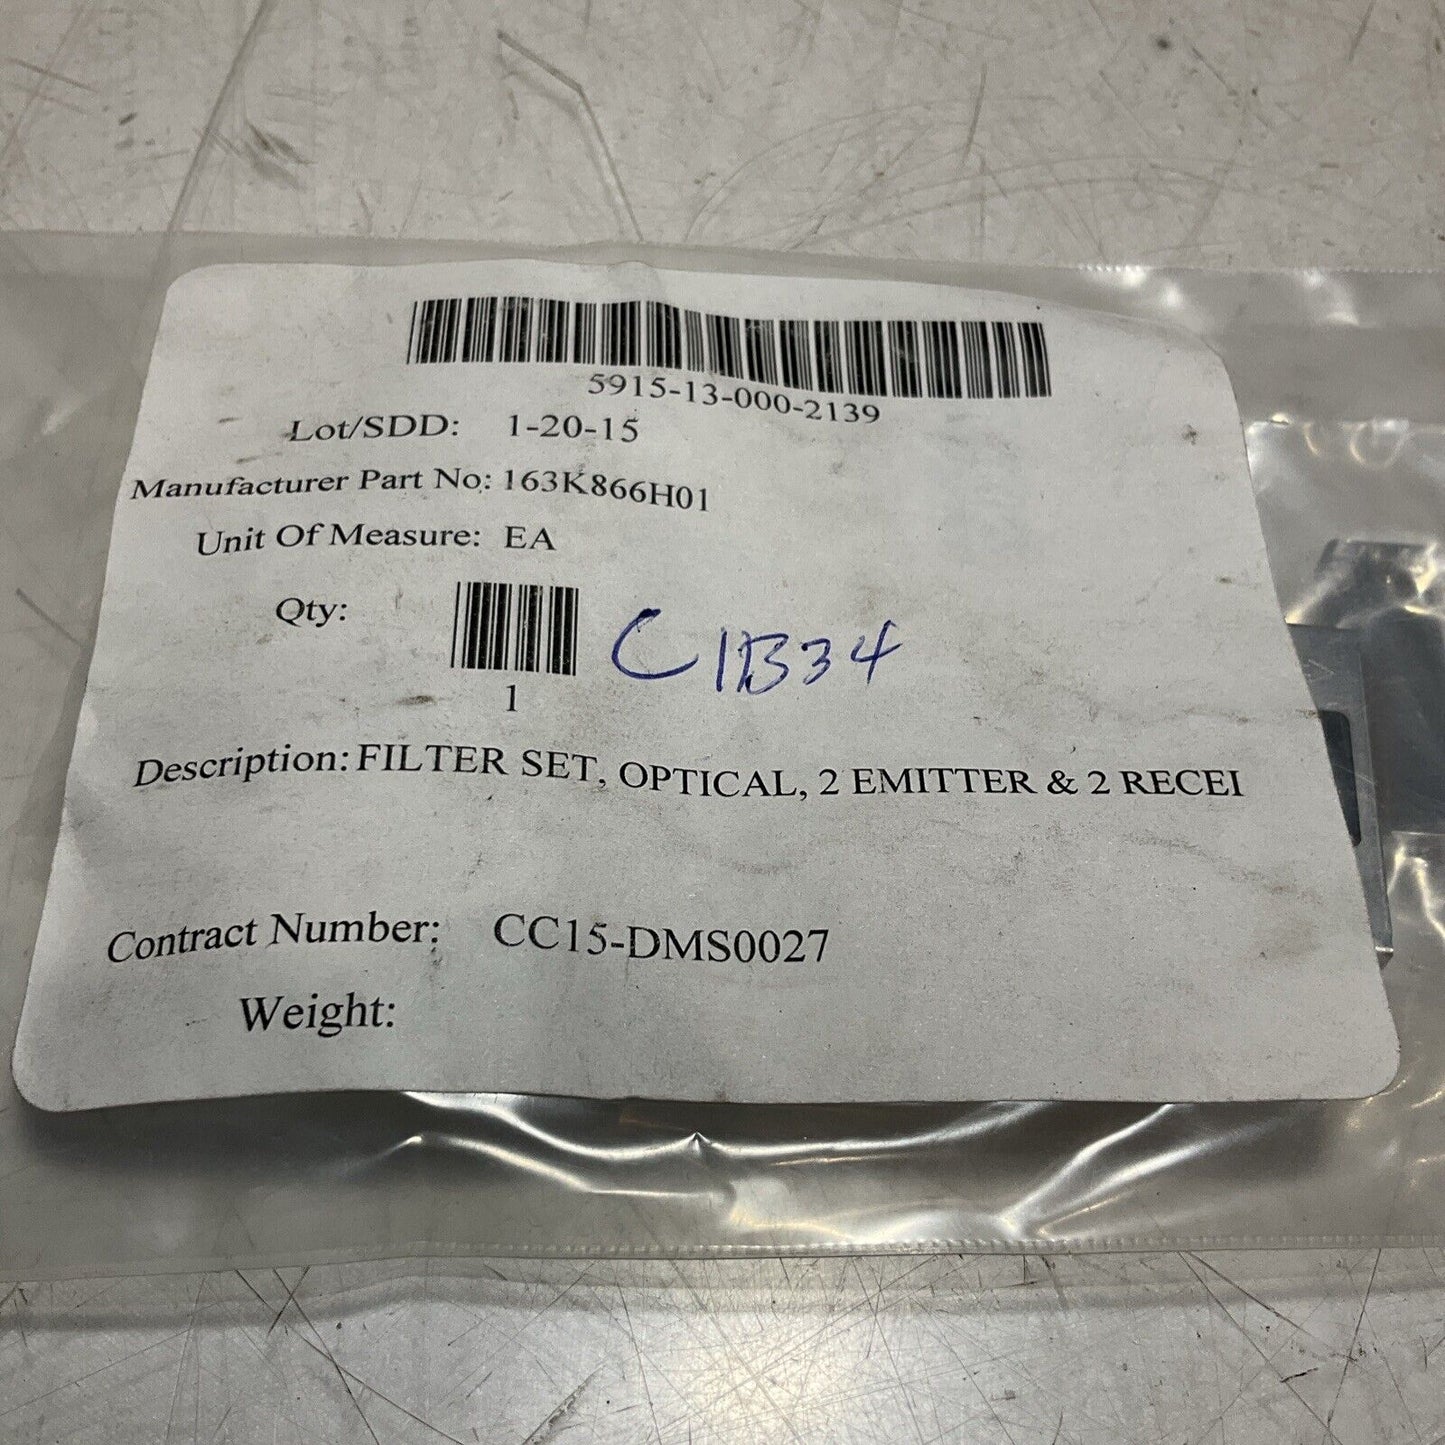 5915-13-000-2139
Lot/SDD: 1-20-15
Manufacturer Part No: 163K866H01
Unit Of Measure: EA
Qty:
C1B34
1
Description: FILTER SET, OPTICAL, 2 EMITTER & 2 RECEI
Contract Number: CC15-DMS0027
Weight: